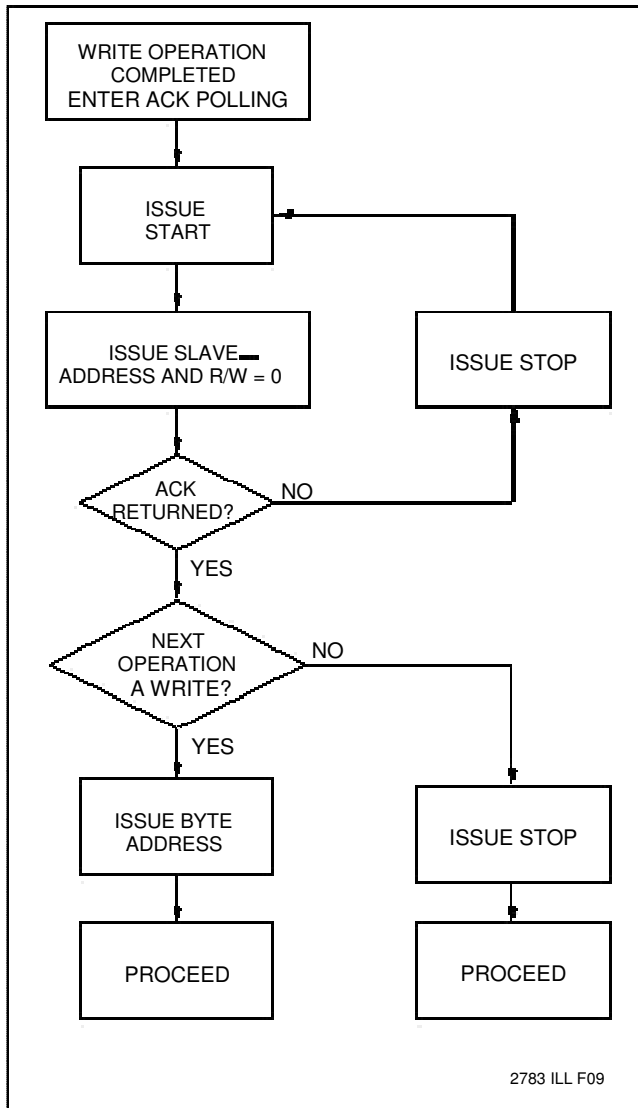 WRITE OPERATION
COMPLETED
ENTER ACK POLLING
ISSUE
START
ISSUE SLAVE
ADDRESS AND R/W = 0
ISSUE STOP
ACK
RETURNED?
NO
YES
NEXT
OPERATION
A WRITE?
NO
YES
ISSUE BYTE
ADDRESS
ISSUE STOP
PROCEED
PROCEED
2783 ILL F09